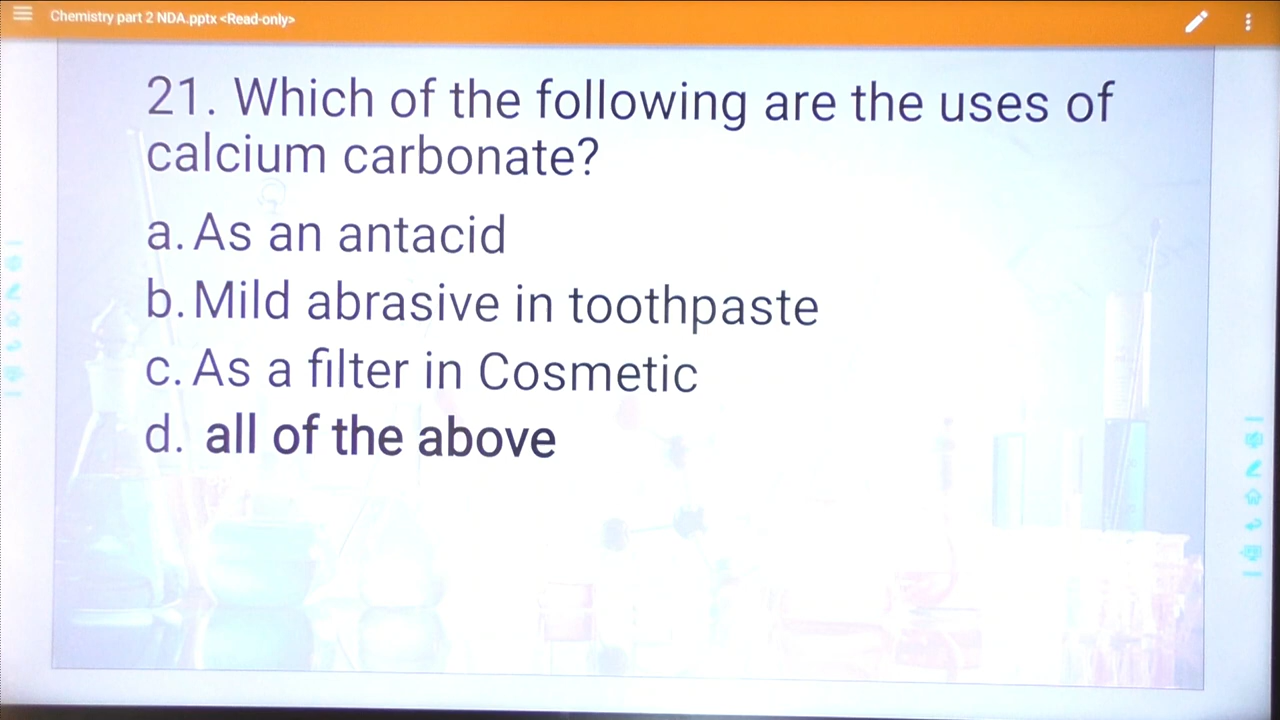 Chemistry part 2 NDA.pptx <Read-only>
21. Which of the following are the uses of
calcium carbonate?
a. As an antacid
b. Mild abrasive in toothpaste
c. As a filter in Cosmetic
d. all of the above